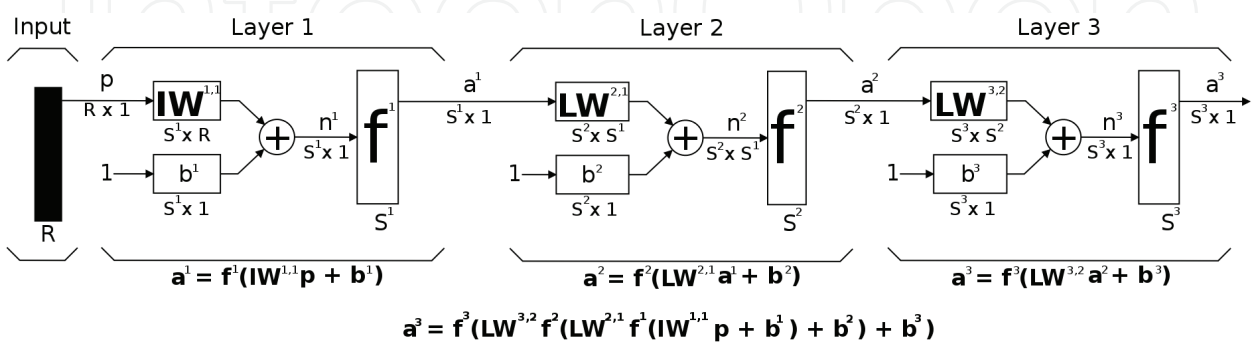 Input Layer 1 Layer 2 Layer 3
p a¹ a² a³
R x 1 IW¹,¹ f¹ S¹x 1 LW²,¹ f² S²x 1 LW³,² f³ S³x 1
S¹x R n¹ S²x S¹ n² S³x S² n³
+ S¹x 1 + S²x S¹ + S³x 1
1 b¹ 1 b² 1 b³
S¹x 1 S²x 1 S³x 1
R S¹ S² S³
a¹ = f¹(IW¹,¹p + b¹) a² = f²(LW²,¹ a¹+ b²) a³ = f³(LW³,² a²+ b³)
a³ = f³(LW³,² f²(LW²,¹ f¹(IW¹,¹ p + b¹) + b²) + b³)